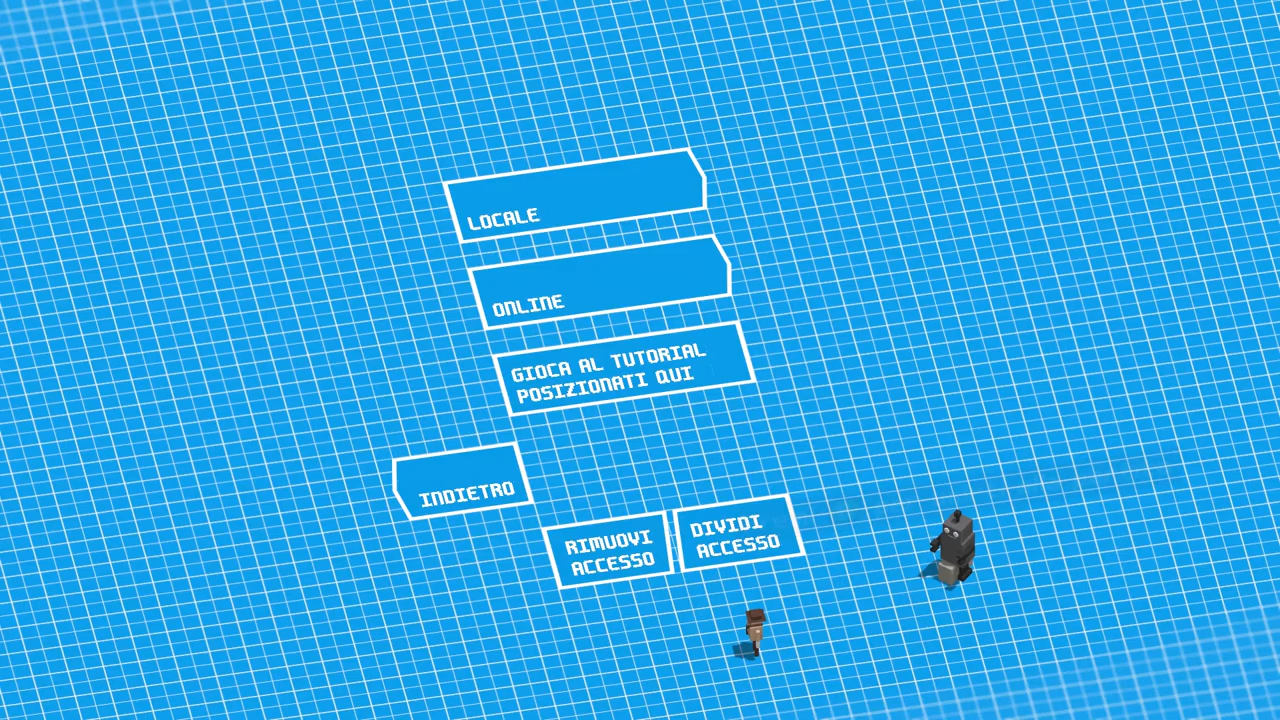 LOCALE
ONLINE
GIOCA AL TUTORIAL
POSIZIONATI QUI
INDIETRO
RIMUOVI
ACCESSO
DIVIDI
ACCESSO